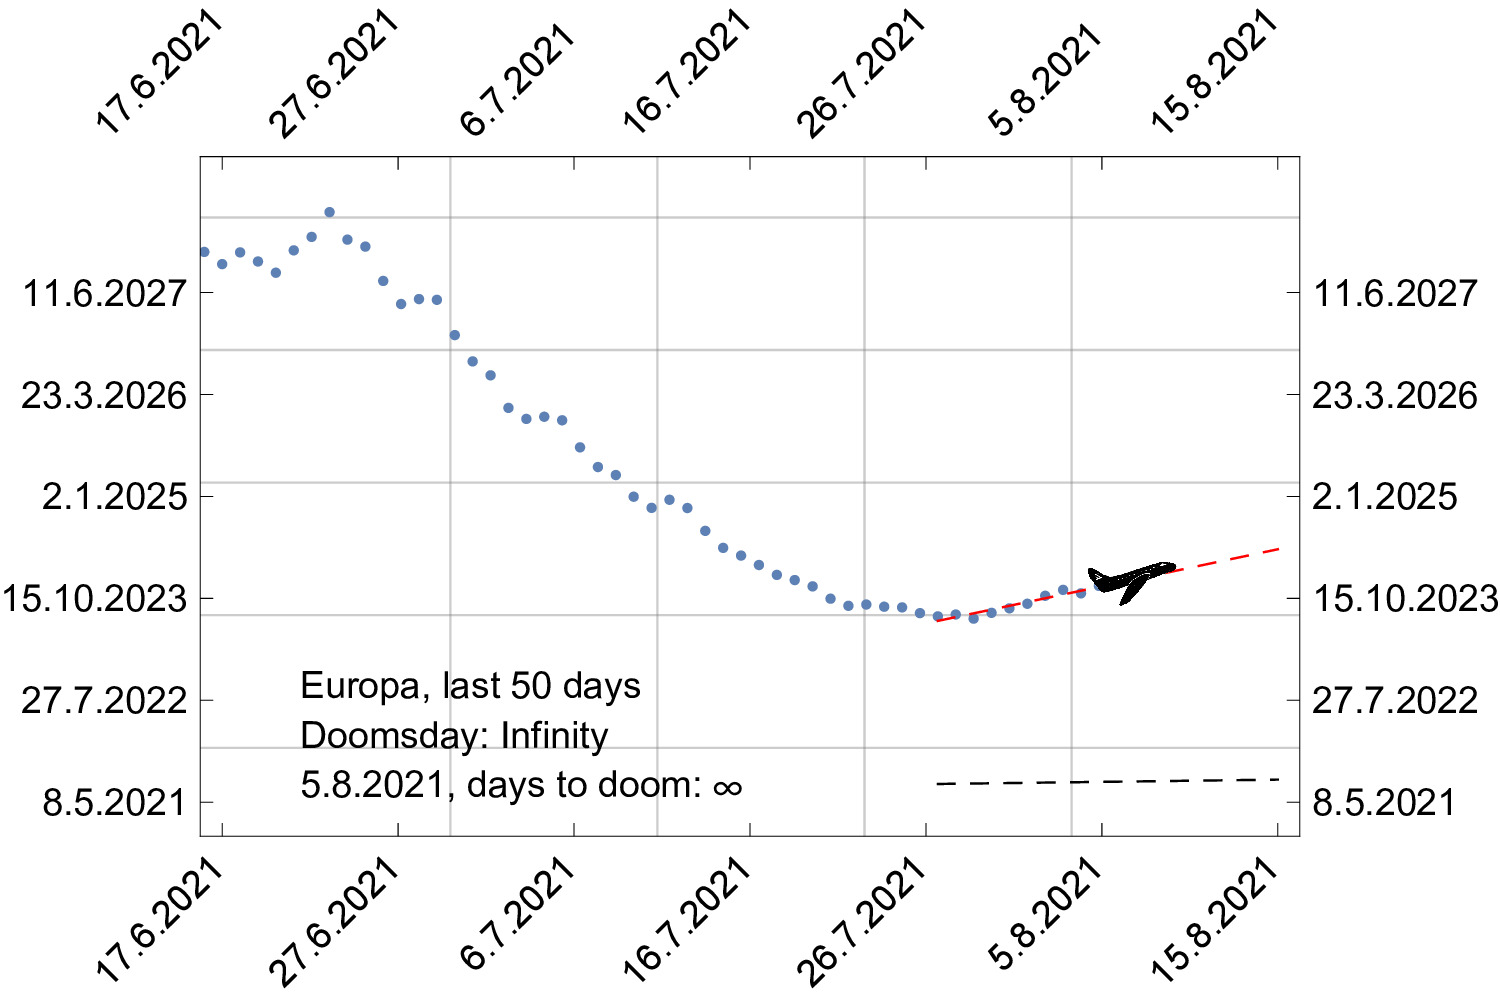 17.6.2021 27.6.2021 6.7.2021 16.7.2021 26.7.2021 5.8.2021 15.8.2021
11.6.2027 11.6.2027
23.3.2026 23.3.2026
2.1.2025 2.1.2025
15.10.2023 15.10.2023
27.7.2022 27.7.2022
8.5.2021 8.5.2021
Europa, last 50 days
Doomsday: Infinity
5.8.2021, days to doom: ∞
17.6.2021 27.6.2021 6.7.2021 16.7.2021 26.7.2021 5.8.2021 15.8.2021